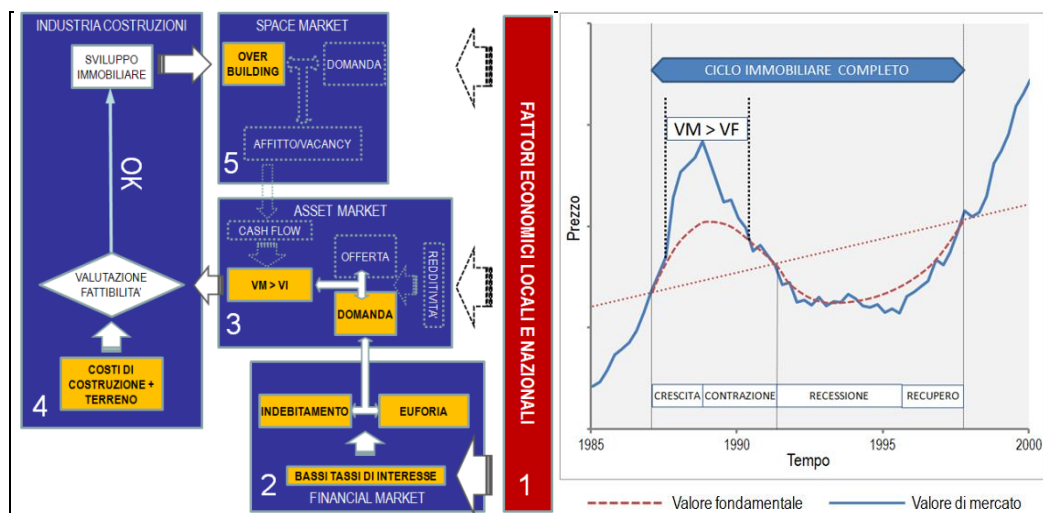 INDUSTRIA COSTRUZIONI
SVILUPPO
IMMOBILIARE
OK
VALUTAZIONE
FATTIBILITA'
COSTI DI
COSTRUZIONE +
TERRENO
4
SPACE MARKET
OVER
BUILDING
DOMANDA
AFFITTO/VACANCY
5
ASSET MARKET
CASH FLOW
OFFERTA
REDDITIVITA'
VM > VI
DOMANDA
3
INDEBITAMENTO
EUFORIA
BASSI TASSI DI INTERESSE
2
FINANCIAL MARKET
FATTORI ECONOMICI LOCALI E NAZIONALI
1
CICLO IMMOBILIARE COMPLETO
VM > VF
Prezzo
CRESCITA
CONTRAZIONE
RECESSIONE
RECUPERO
1985
1990
1995
2000
Tempo
Valore fondamentale
Valore di mercato